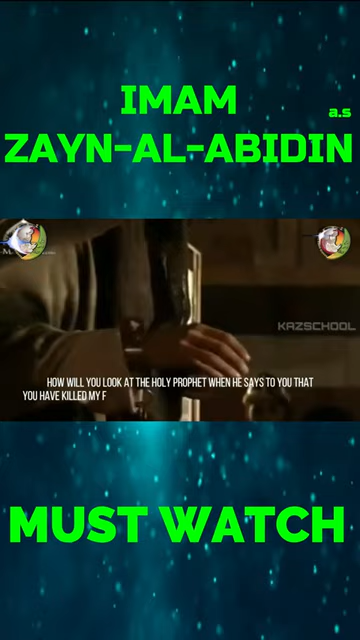 IMAM
a.s
ZAYN-AL-ABIDIN
KAZSCHOOL
HOW WILL YOU LOOK AT THE HOLY PROPHET WHEN HE SAYS TO YOU THAT
YOU HAVE KILLED MY F
MUST WATCH